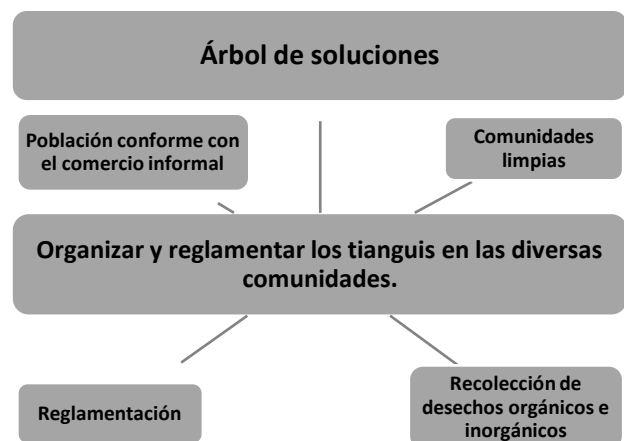 Árbol de soluciones
Población conforme con
el comercio informal
Comunidades
limpias
Organizar y reglamentar los tianguis en las diversas
comunidades.
Reglamentación
Recolección de
desechos orgánicos e
inorgánicos